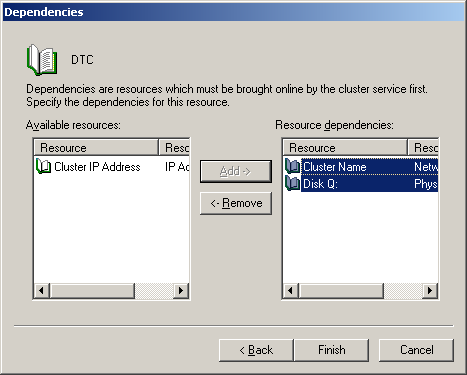 Dependencies
DTC
Dependencies are resources which must be brought online by the cluster service first.
Specify the dependencies for this resource.
Available resources:
Resource Resc
Cluster IP Address IP Ac
Add ->
<- Remove
Resource dependencies:
Resource Resc
Cluster Name Netw
Disk Q: Phys
< Back
Finish
Cancel